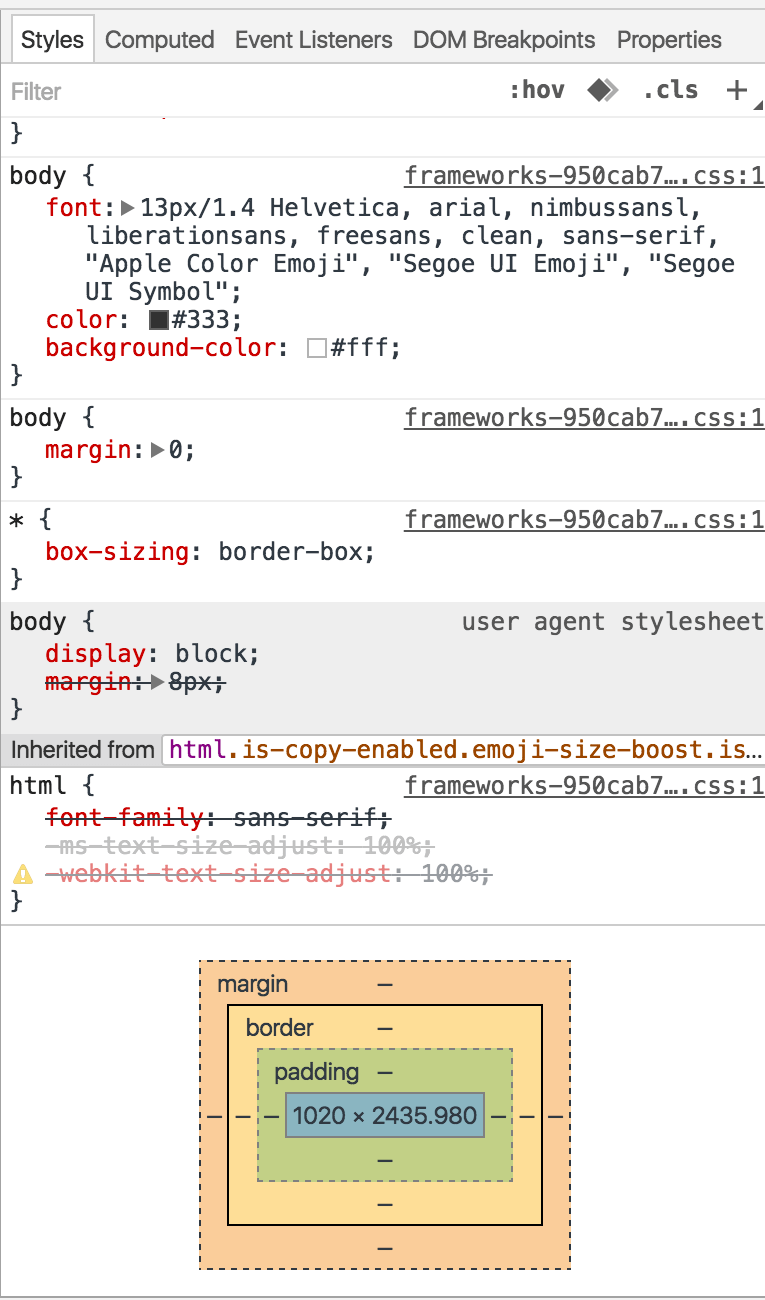 Styles Computed Event Listeners DOM Breakpoints Properties
Filter :hov .cls +
}
body { frameworks-950cab7….css:1
font: 13px/1.4 Helvetica, arial, nimbussansl,
liberationsans, freesans, clean, sans-serif,
"Apple Color Emoji", "Segoe UI Emoji", "Segoe
UI Symbol";
color: #333;
background-color: #fff;
}
body { frameworks-950cab7….css:1
margin: 0;
}
* { frameworks-950cab7….css:1
box-sizing: border-box;
}
body { user agent stylesheet
display: block;
margin: 8px;
}
Inherited from html.is-copy-enabled.emoji-size-boost.is…
html { frameworks-950cab7….css:1
font-family: sans-serif;
-ms-text-size-adjust: 100%;
-webkit-text-size-adjust: 100%;
}
margin –
border –
padding –
– – – 1020 × 2435.980 – – –
–
–
–